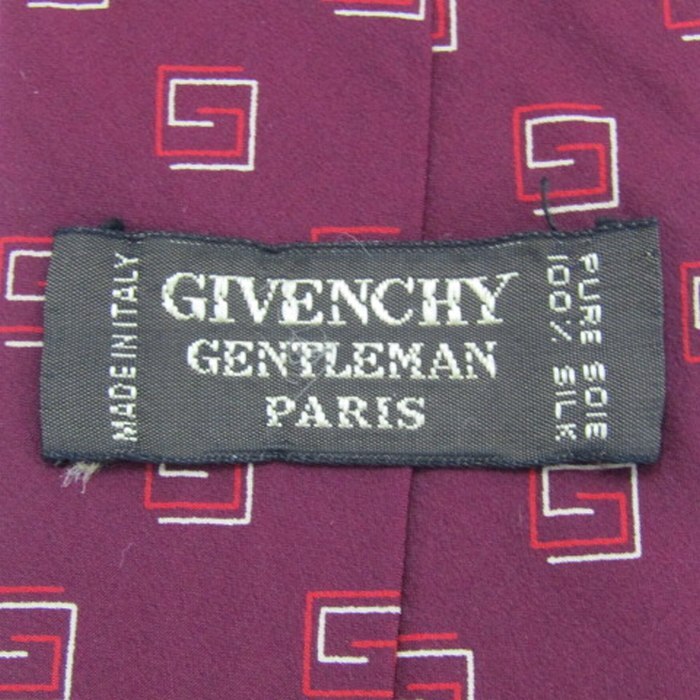 MADE IN ITALY
GIVENCHY
GENTLEMAN
PARIS
PURE SOIE
100% SILK